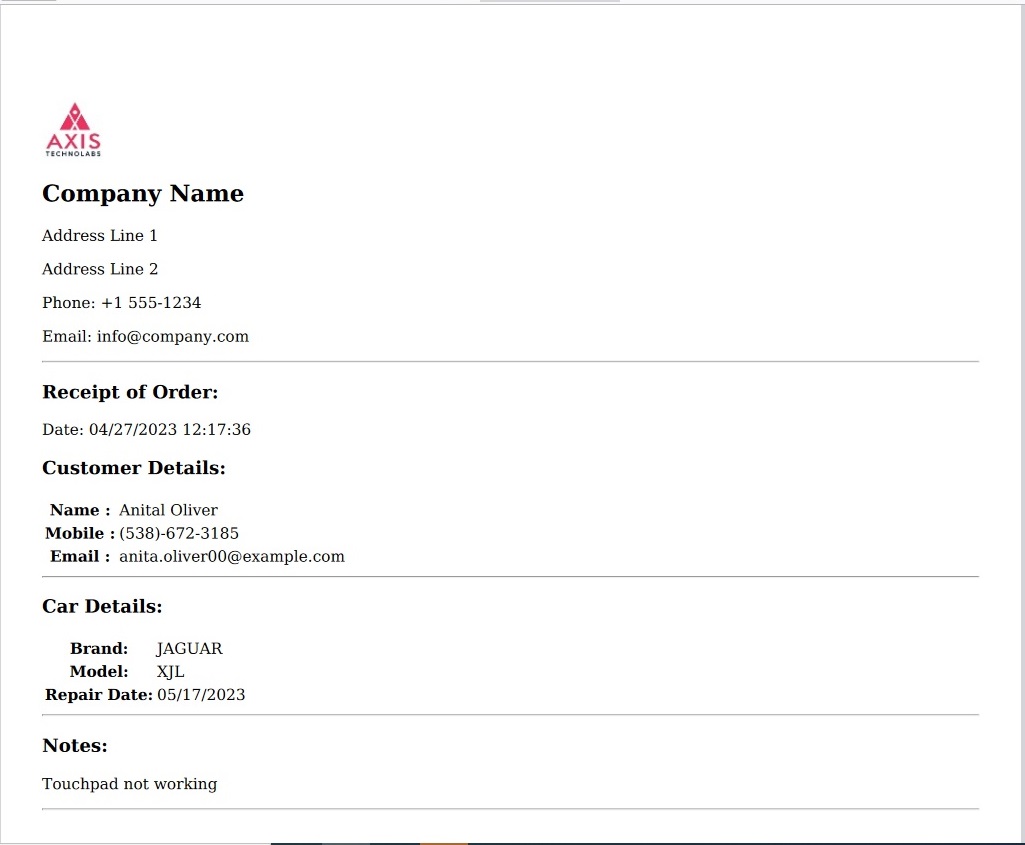 AXIS
TECHNOLABS
Company Name
Address Line 1
Address Line 2
Phone: +1 555-1234
Email: info@company.com
Receipt of Order:
Date: 04/27/2023 12:17:36
Customer Details:
Name : Anital Oliver
Mobile : (538)-672-3185
Email : anita.oliver00@example.com
Car Details:
Brand: JAGUAR
Model: XJL
Repair Date: 05/17/2023
Notes:
Touchpad not working